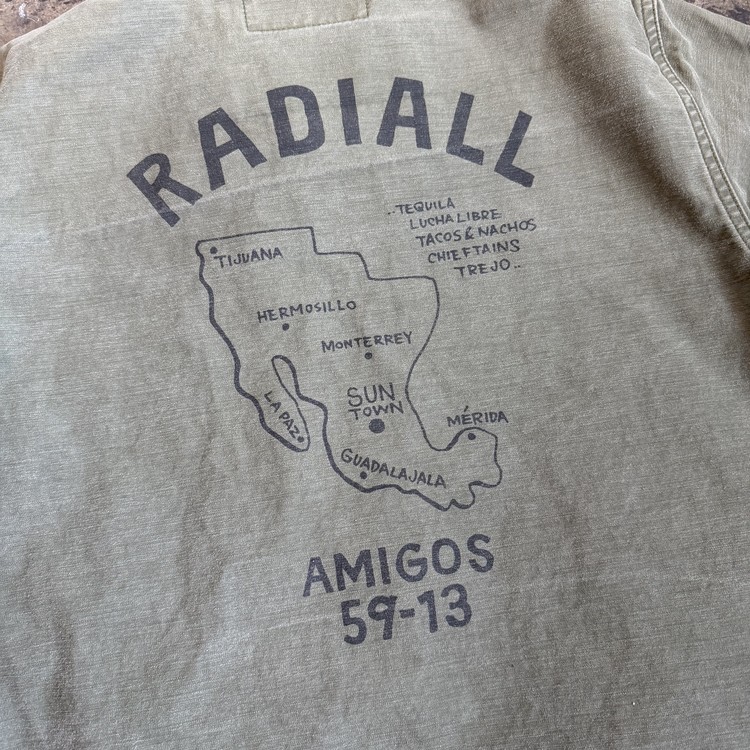 RADIALL
..TEQUILA
LUCHA LIBRE
TACOS & NACHOS
CHIEFTAINS
TREJO..
TIJUANA
HERMOSILLO
MONTERREY
SUN
TOWN
LA PAZ
MÉRIDA
GUADALAJALA
AMIGOS
59-13